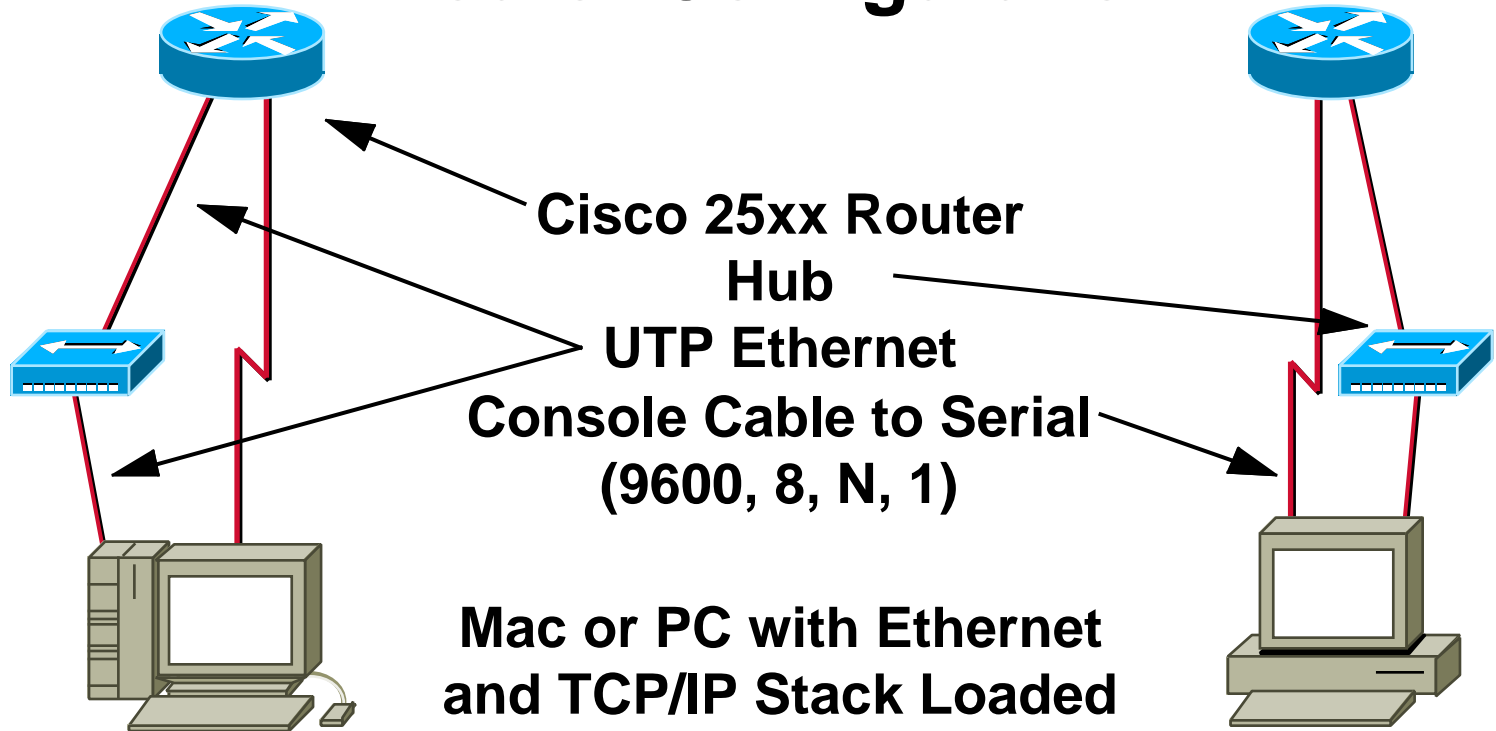 Cisco 25xx Router
Hub
UTP Ethernet
Console Cable to Serial
(9600, 8, N, 1)
Mac or PC with Ethernet
and TCP/IP Stack Loaded